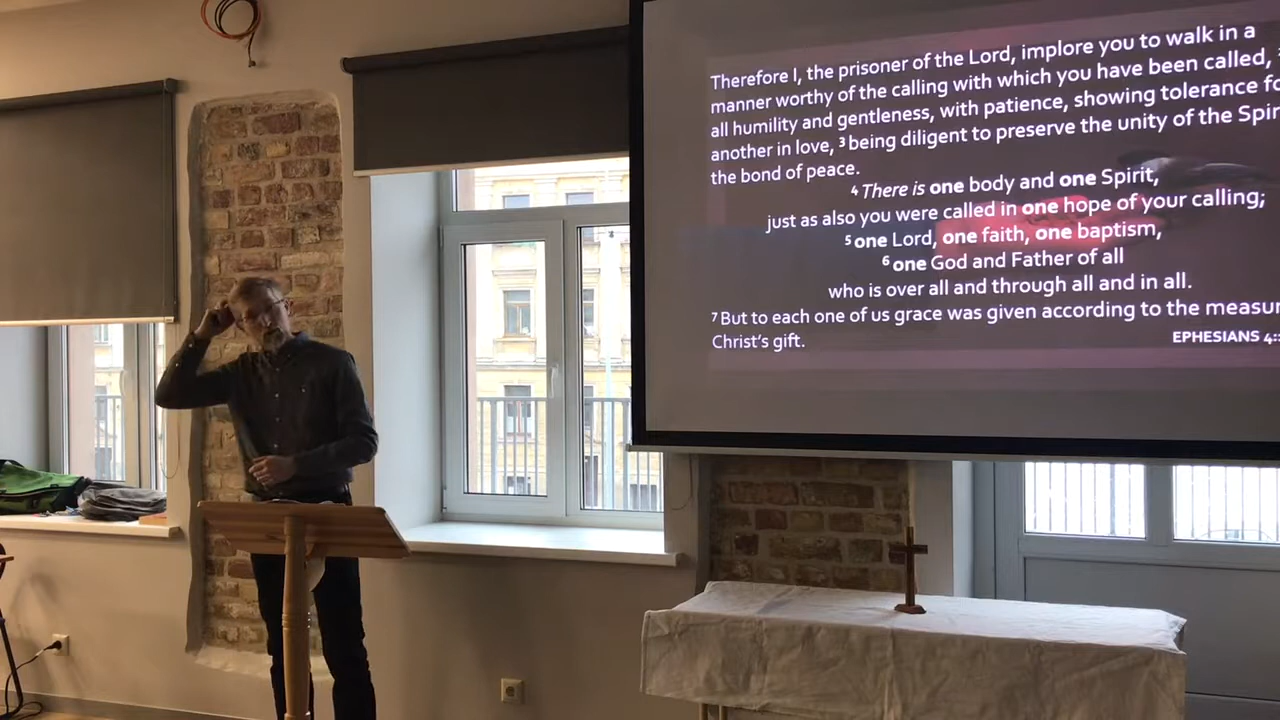 Therefore I, the prisoner of the Lord, implore you to walk in a
manner worthy of the calling with which you have been called,
all humility and gentleness, with patience, showing tolerance
another in love, 3 being diligent to preserve the unity of the
the bond of peace.
4 There is one body and one Spirit,
just as also you were called in one hope of your calling;
5 one Lord, one faith, one baptism,
6 one God and Father of all
who is over all and through all and in all.
7 But to each one of us grace was given according to the
Christ's gift.
EPHESIANS 4: